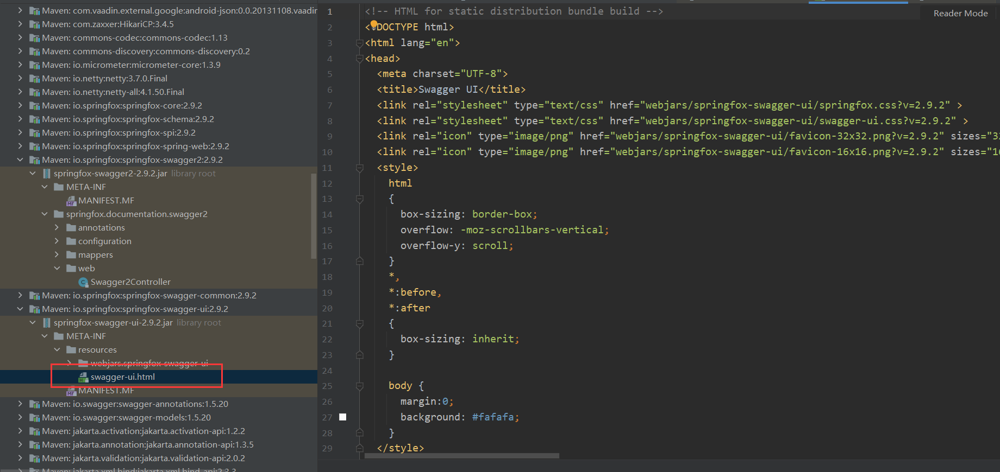 Maven: com.vaadin.external.google:android-json:0.0.20131108.vaadin
Maven: com.zaxxer:HikariCP:3.4.5
Maven: commons-codec:commons-codec:1.13
Maven: commons-discovery:commons-discovery:0.2
Maven: io.micrometer:micrometer-core:1.3.9
Maven: io.netty:netty:3.7.0.Final
Maven: io.netty:netty-all:4.1.50.Final
Maven: io.springfox:springfox-core:2.9.2
Maven: io.springfox:springfox-schema:2.9.2
Maven: io.springfox:springfox-spi:2.9.2
Maven: io.springfox:springfox-spring-web:2.9.2
Maven: io.springfox:springfox-swagger2:2.9.2
springfox-swagger2-2.9.2.jar library root
META-INF
MANIFEST.MF
springfox.documentation.swagger2
annotations
configuration
mappers
web
Swagger2Controller
Maven: io.springfox:springfox-swagger-common:2.9.2
Maven: io.springfox:springfox-swagger-ui:2.9.2
springfox-swagger-ui-2.9.2.jar library root
META-INF
resources
webjars.springfox-swagger-ui
swagger-ui.html
MANIFEST.MF
Maven: io.swagger:swagger-annotations:1.5.20
Maven: io.swagger:swagger-models:1.5.20
Maven: jakarta.activation:jakarta.activation-api:1.2.2
Maven: jakarta.annotation:jakarta.annotation-api:1.3.5
Maven: jakarta.validation:jakarta.validation-api:2.0.2
Maven: jakarta.xml.bind:jakarta.xml.bind-api:2.3.3
Reader Mode
1 <!-- HTML for static distribution bundle build -->
2 <!DOCTYPE html>
3 <html lang="en">
4 <head>
5 <meta charset="UTF-8">
6 <title>Swagger UI</title>
7 <link rel="stylesheet" type="text/css" href="webjars/springfox-swagger-ui/springfox.css?v=2.9.2" >
8 <link rel="stylesheet" type="text/css" href="webjars/springfox-swagger-ui/swagger-ui.css?v=2.9.2" >
9 <link rel="icon" type="image/png" href="webjars/springfox-swagger-ui/favicon-32x32.png?v=2.9.2" sizes="32
10 <link rel="icon" type="image/png" href="webjars/springfox-swagger-ui/favicon-16x16.png?v=2.9.2" sizes="16
11 <style>
12 html
13 {
14 box-sizing: border-box;
15 overflow: -moz-scrollbars-vertical;
16 overflow-y: scroll;
17 }
18 *,
19 *:before,
20 *:after
21 {
22 box-sizing: inherit;
23 }
24
25 body {
26 margin:0;
27 background: #fafafa;
28 }
29 </style>